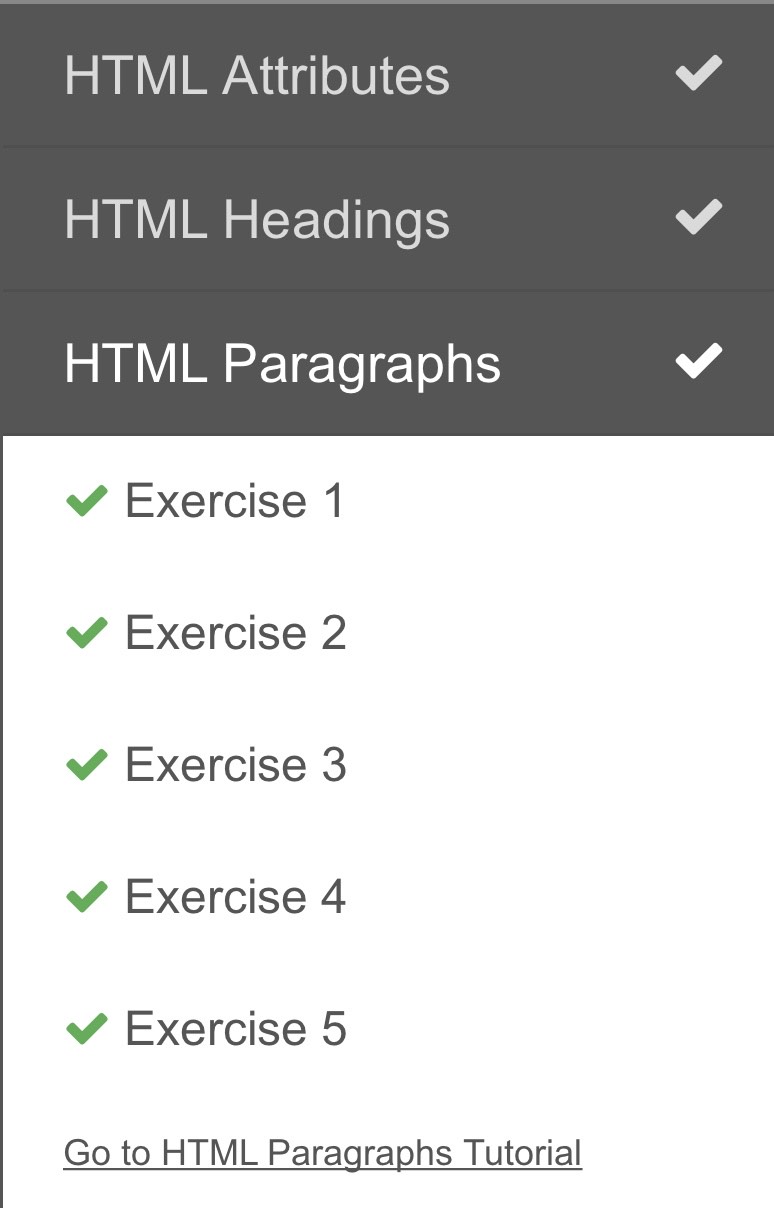 HTML Attributes
HTML Headings
HTML Paragraphs
Exercise 1
Exercise 2
Exercise 3
Exercise 4
Exercise 5
Go to HTML Paragraphs Tutorial